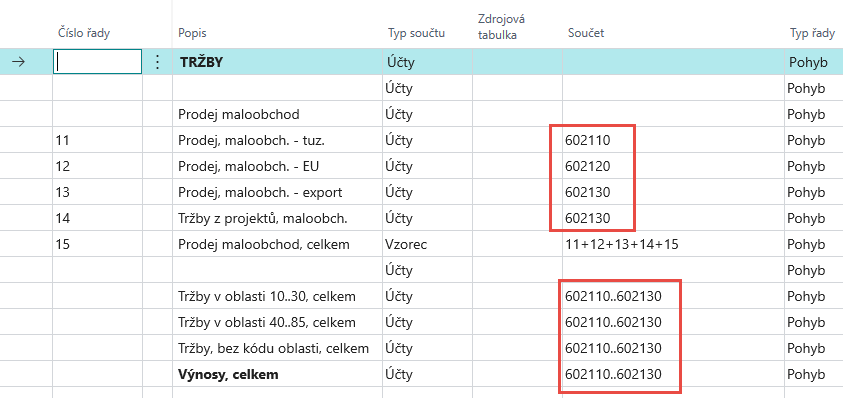 Číslo řady Popis Typ součtu Zdrojová tabulka Součet Typ řady
TRŽBY Účty Pohyb
Účty Pohyb
Prodej maloobchod Účty Pohyb
11 Prodej, maloobch. - tuz. Účty 602110 Pohyb
12 Prodej, maloobch. - EU Účty 602120 Pohyb
13 Prodej, maloobch. - export Účty 602130 Pohyb
14 Tržby z projektů, maloobch. Účty 602130 Pohyb
15 Prodej maloobchod, celkem Vzorec 11+12+13+14+15 Pohyb
Účty Pohyb
Tržby v oblasti 10..30, celkem Účty 602110..602130 Pohyb
Tržby v oblasti 40..85, celkem Účty 602110..602130 Pohyb
Tržby, bez kódu oblasti, celkem Účty 602110..602130 Pohyb
Výnosy, celkem Účty 602110..602130 Pohyb